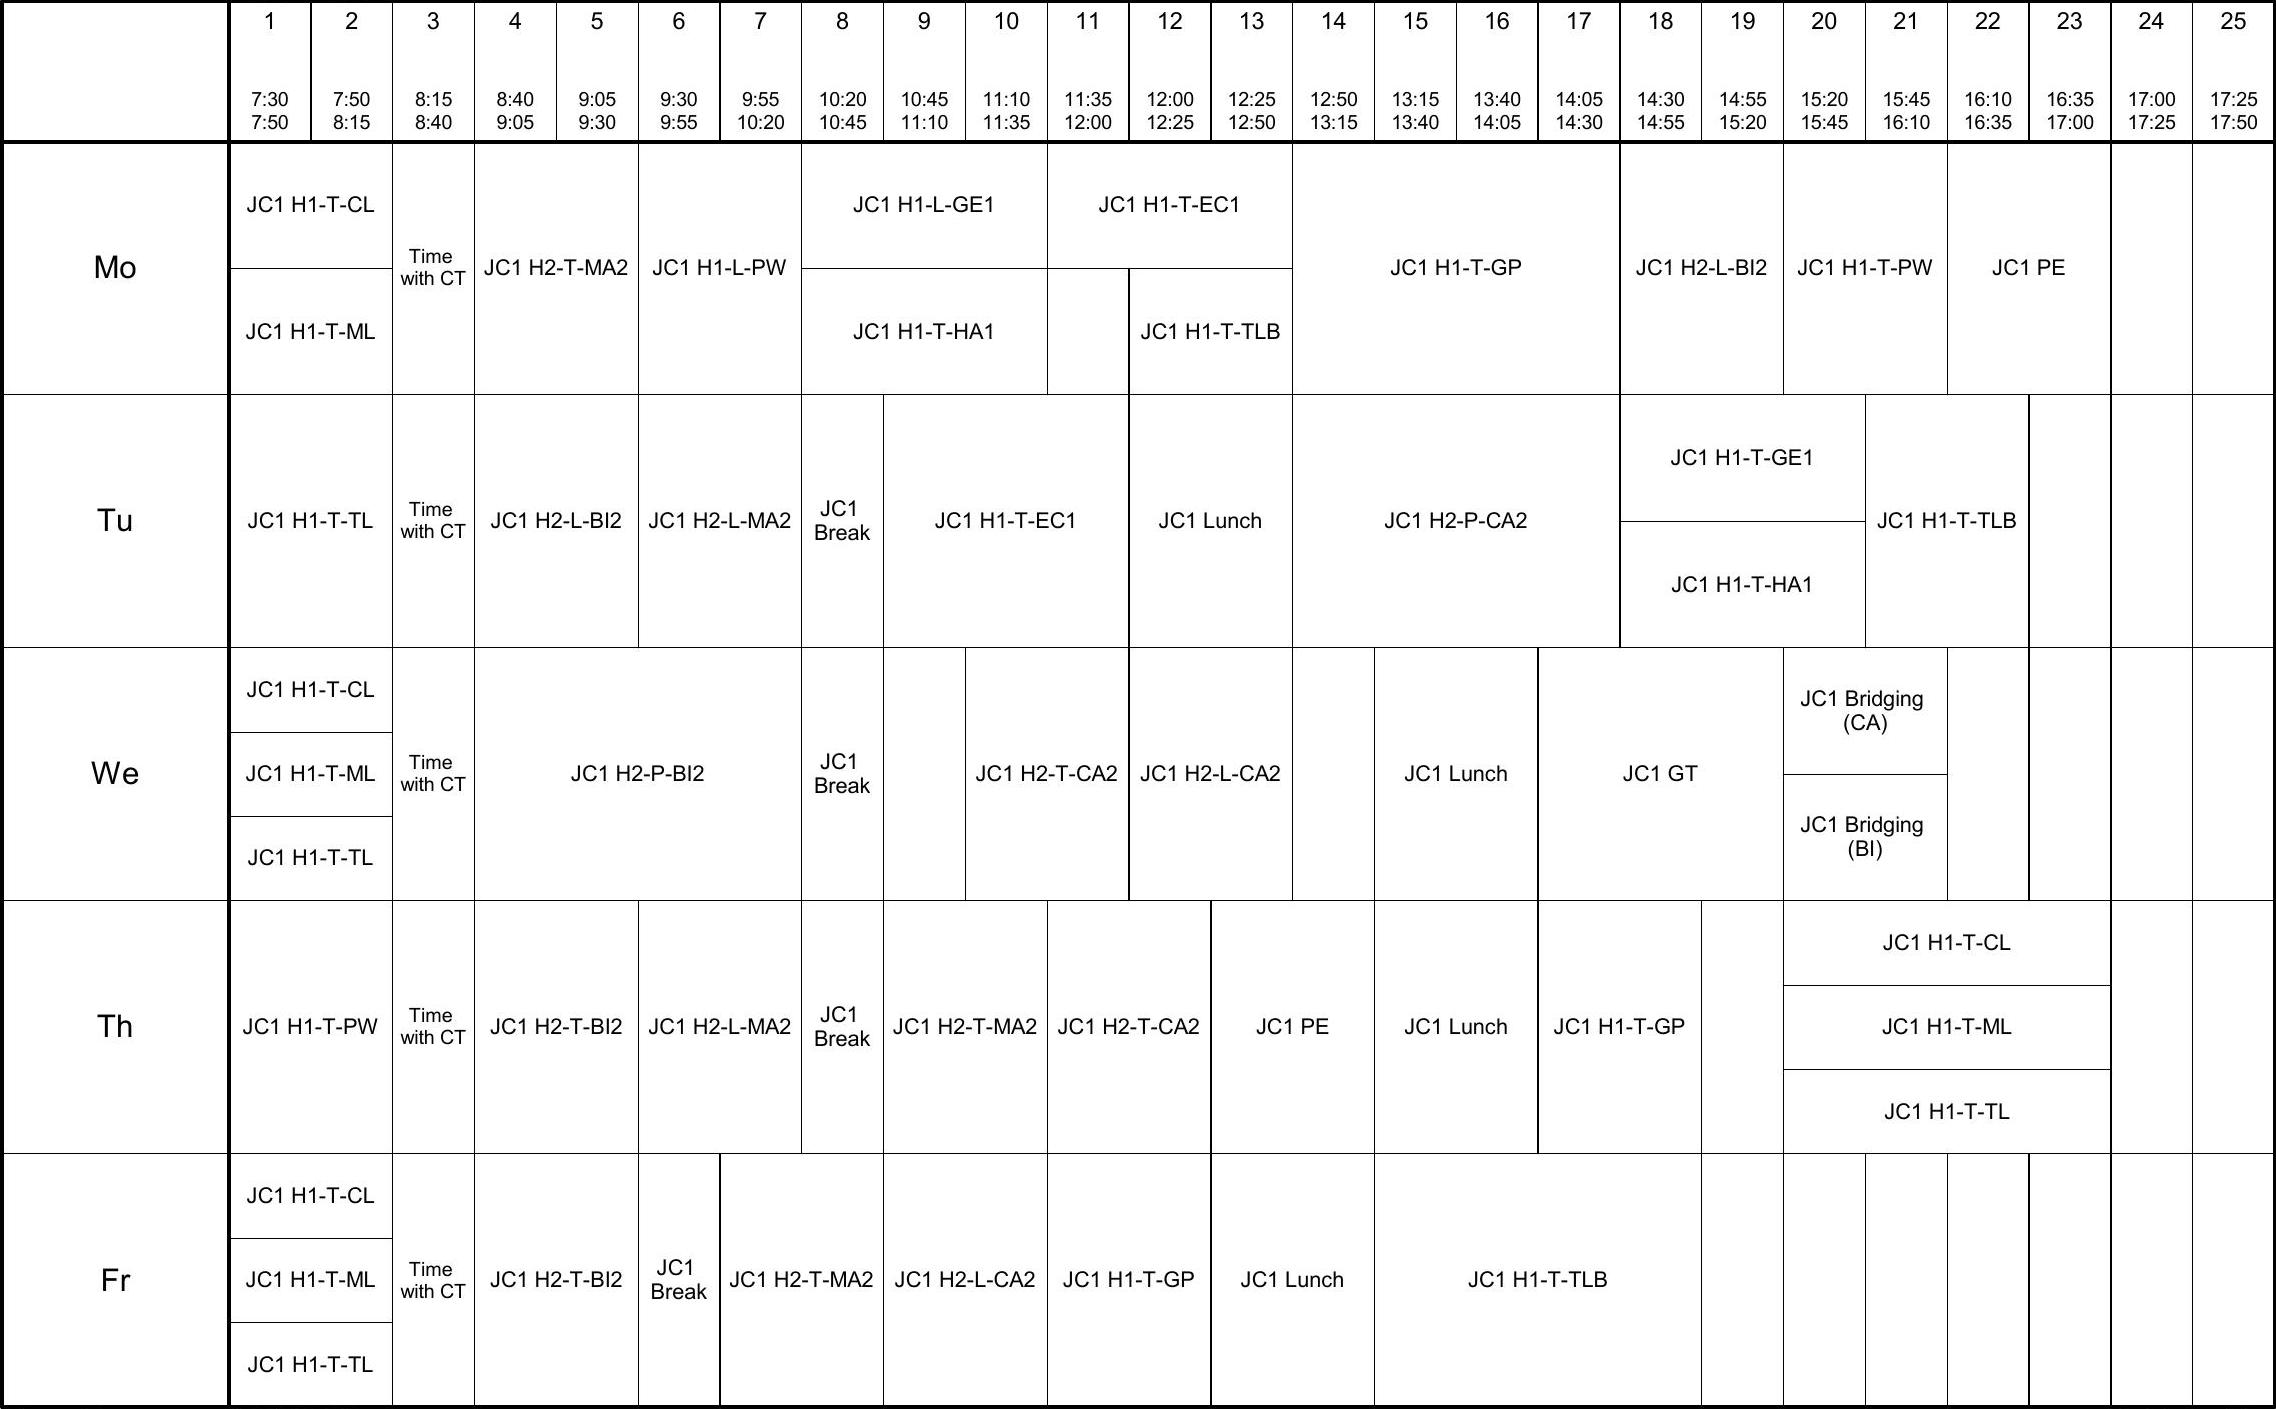 1 2 3 4 5 6 7 8 9 10 11 12 13 14 15 16 17 18 19 20 21 22 23 24 25
7:30 7:50 8:15 8:40 9:05 9:30 9:55 10:20 10:45 11:10 11:35 12:00 12:25 12:50 13:15 13:40 14:05 14:30 14:55 15:20 15:45 16:10 16:35 17:00 17:25
7:50 8:15 8:40 9:05 9:30 9:55 10:20 10:45 11:10 11:35 12:00 12:25 12:50 13:15 13:40 14:05 14:30 14:55 15:20 15:45 16:10 16:35 17:00 17:25 17:50
Mo
JC1 H1-T-CL
JC1 H1-T-ML
Time
with CT
JC1 H2-T-MA2
JC1 H1-L-PW
JC1 H1-L-GE1
JC1 H1-T-HA1
JC1 H1-T-EC1
JC1 H1-T-TLB
JC1 H1-T-GP
JC1 H2-L-BI2
JC1 H1-T-PW
JC1 PE
Tu
JC1 H1-T-TL
Time
with CT
JC1 H2-L-BI2
JC1 H2-L-MA2
JC1
Break
JC1 H1-T-EC1
JC1 Lunch
JC1 H2-P-CA2
JC1 H1-T-GE1
JC1 H1-T-HA1
JC1 H1-T-TLB
We
JC1 H1-T-CL
JC1 H1-T-ML
JC1 H1-T-TL
Time
with CT
JC1 H2-P-BI2
JC1
Break
JC1 H2-T-CA2
JC1 H2-L-CA2
JC1 Lunch
JC1 GT
JC1 Bridging
(CA)
JC1 Bridging
(BI)
Th
JC1 H1-T-PW
Time
with CT
JC1 H2-T-BI2
JC1 H2-L-MA2
JC1
Break
JC1 H2-T-MA2
JC1 H2-T-CA2
JC1 PE
JC1 Lunch
JC1 H1-T-GP
JC1 H1-T-CL
JC1 H1-T-ML
JC1 H1-T-TL
Fr
JC1 H1-T-CL
JC1 H1-T-ML
JC1 H1-T-TL
Time
with CT
JC1 H2-T-BI2
JC1
Break
JC1 H2-T-MA2
JC1 H2-L-CA2
JC1 H1-T-GP
JC1 Lunch
JC1 H1-T-TLB